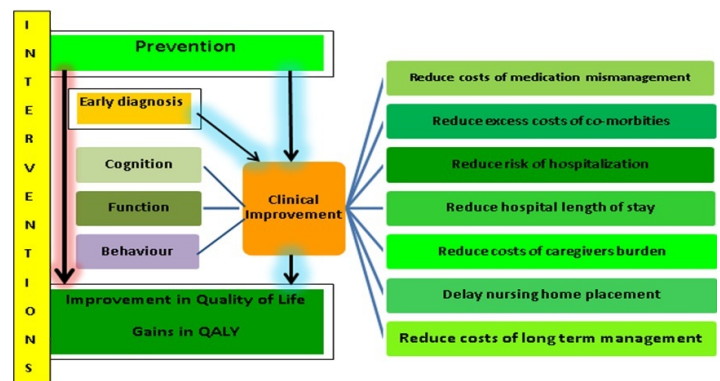 INTERVENTIONS
Prevention
Early diagnosis
Cognition
Function
Behaviour
Clinical
Improvement
Improvement in Quality of Life
Gains in QALY
Reduce costs of medication mismanagement
Reduce excess costs of co-morbities
Reduce risk of hospitalization
Reduce hospital length of stay
Reduce costs of caregivers burden
Delay nursing home placement
Reduce costs of long term management